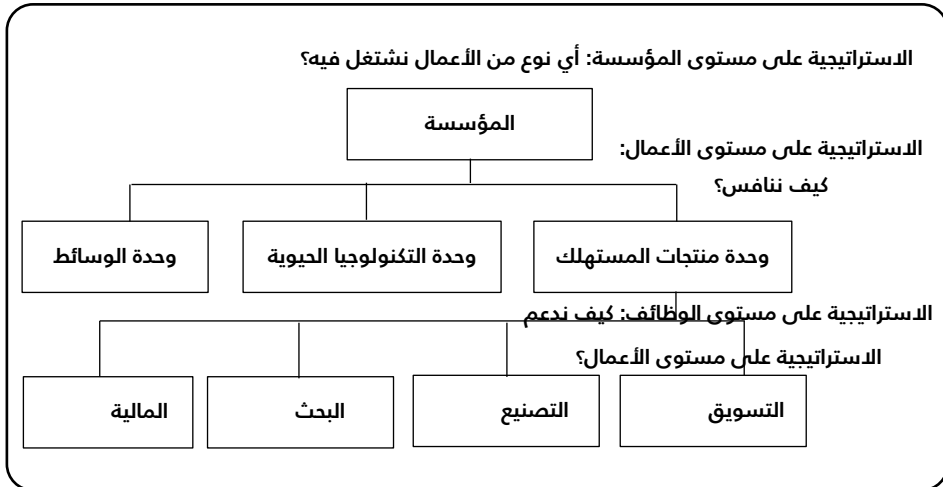 الاستراتيجية على مستوى المؤسسة: أي نوع من الأعمال نشتغل فيه؟
المؤسسة
الاستراتيجية على مستوى الأعمال:
كيف ننافس؟
وحدة منتجات المستهلك
وحدة التكنولوجيا الحيوية
وحدة الوسائط
الاستراتيجية على مستوى الوظائف: كيف ندعم
الاستراتيجية على مستوى الأعمال؟
التسويق
التصنيع
البحث
المالية